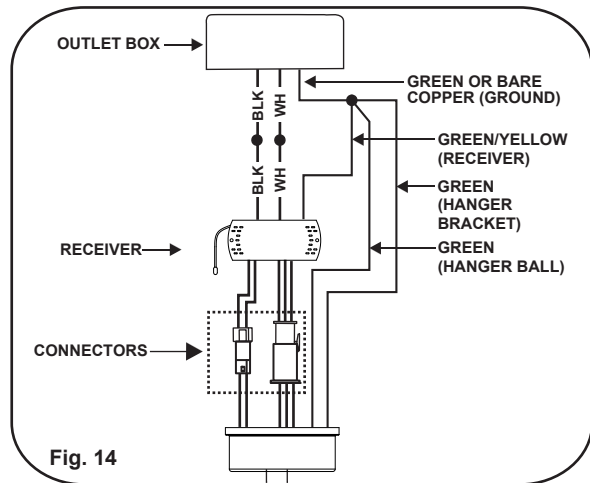 OUTLET BOX
GREEN OR BARE
COPPER (GROUND)
BLK
WH
GREEN/YELLOW
(RECEIVER)
BLK
WH
GREEN
(HANGER
BRACKET)
RECEIVER
GREEN
(HANGER BALL)
CONNECTORS
Fig. 14